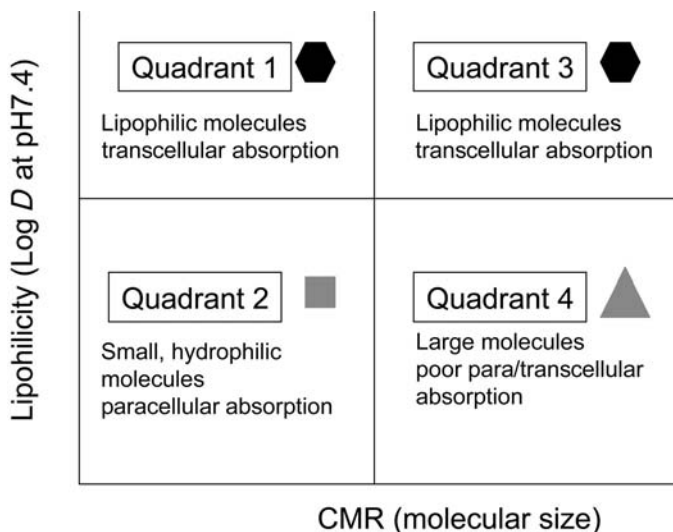 Lipohilicity (Log D at pH7.4)
Quadrant 1
Lipophilic molecules
transcellular absorption
Quadrant 3
Lipophilic molecules
transcellular absorption
Quadrant 2
Small, hydrophilic
molecules
paracellular absorption
Quadrant 4
Large molecules
poor para/transcellular
absorption
CMR (molecular size)